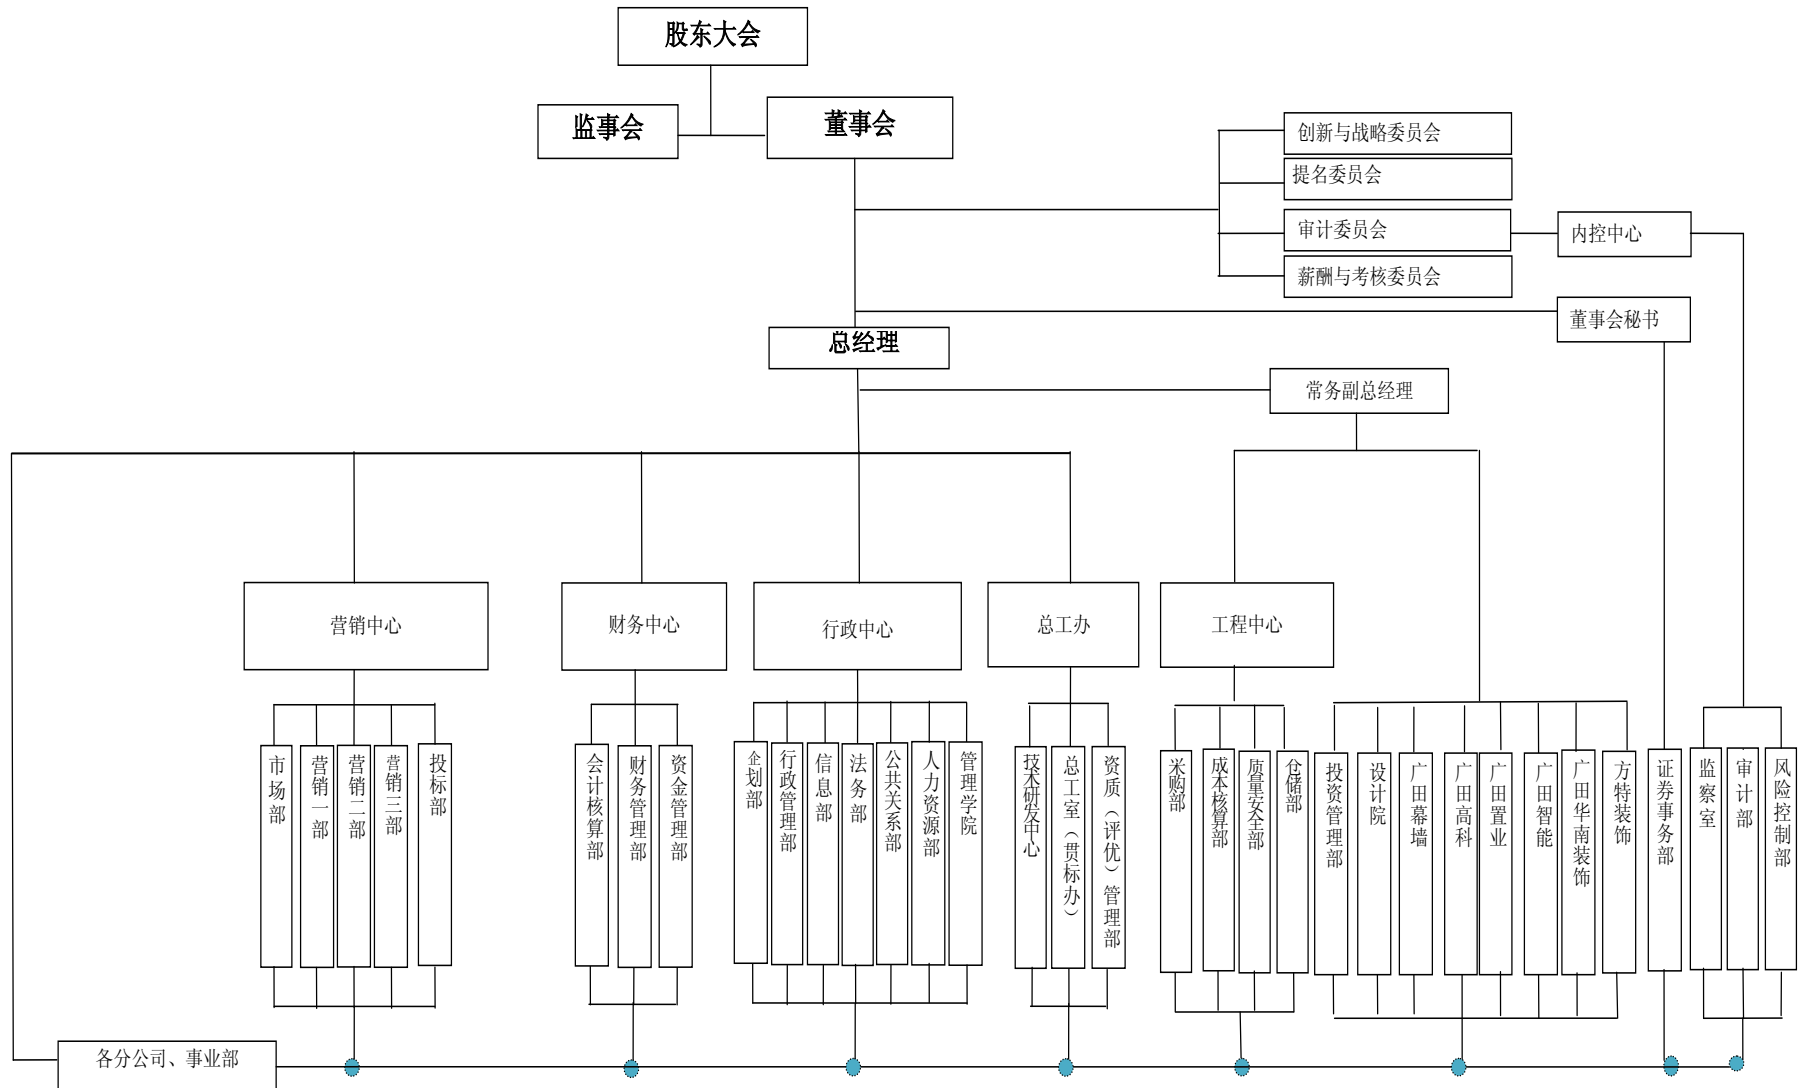 股东大会
监事会
董事会
创新与战略委员会
提名委员会
审计委员会
内控中心
薪酬与考核委员会
董事会秘书
总经理
常务副总经理
营销中心
财务中心
行政中心
总工办
工程中心
市场部
营销一部
营销二部
营销三部
投标部
会计核算部
财务管理部
资金管理部
企划部
行政管理部
信息部
法务部
公共关系部
人力资源部
管理学院
技术研发中心
总工室（贯标办）
资质（评优）管理部
采购部
成本核算部
质量安全部
仓储部
投资管理部
设计院
广田幕墙
广田高科
广田置业
广田智能
广田华南装饰
方特装饰
证券事务部
监察室
审计部
风险控制部
各分公司、事业部